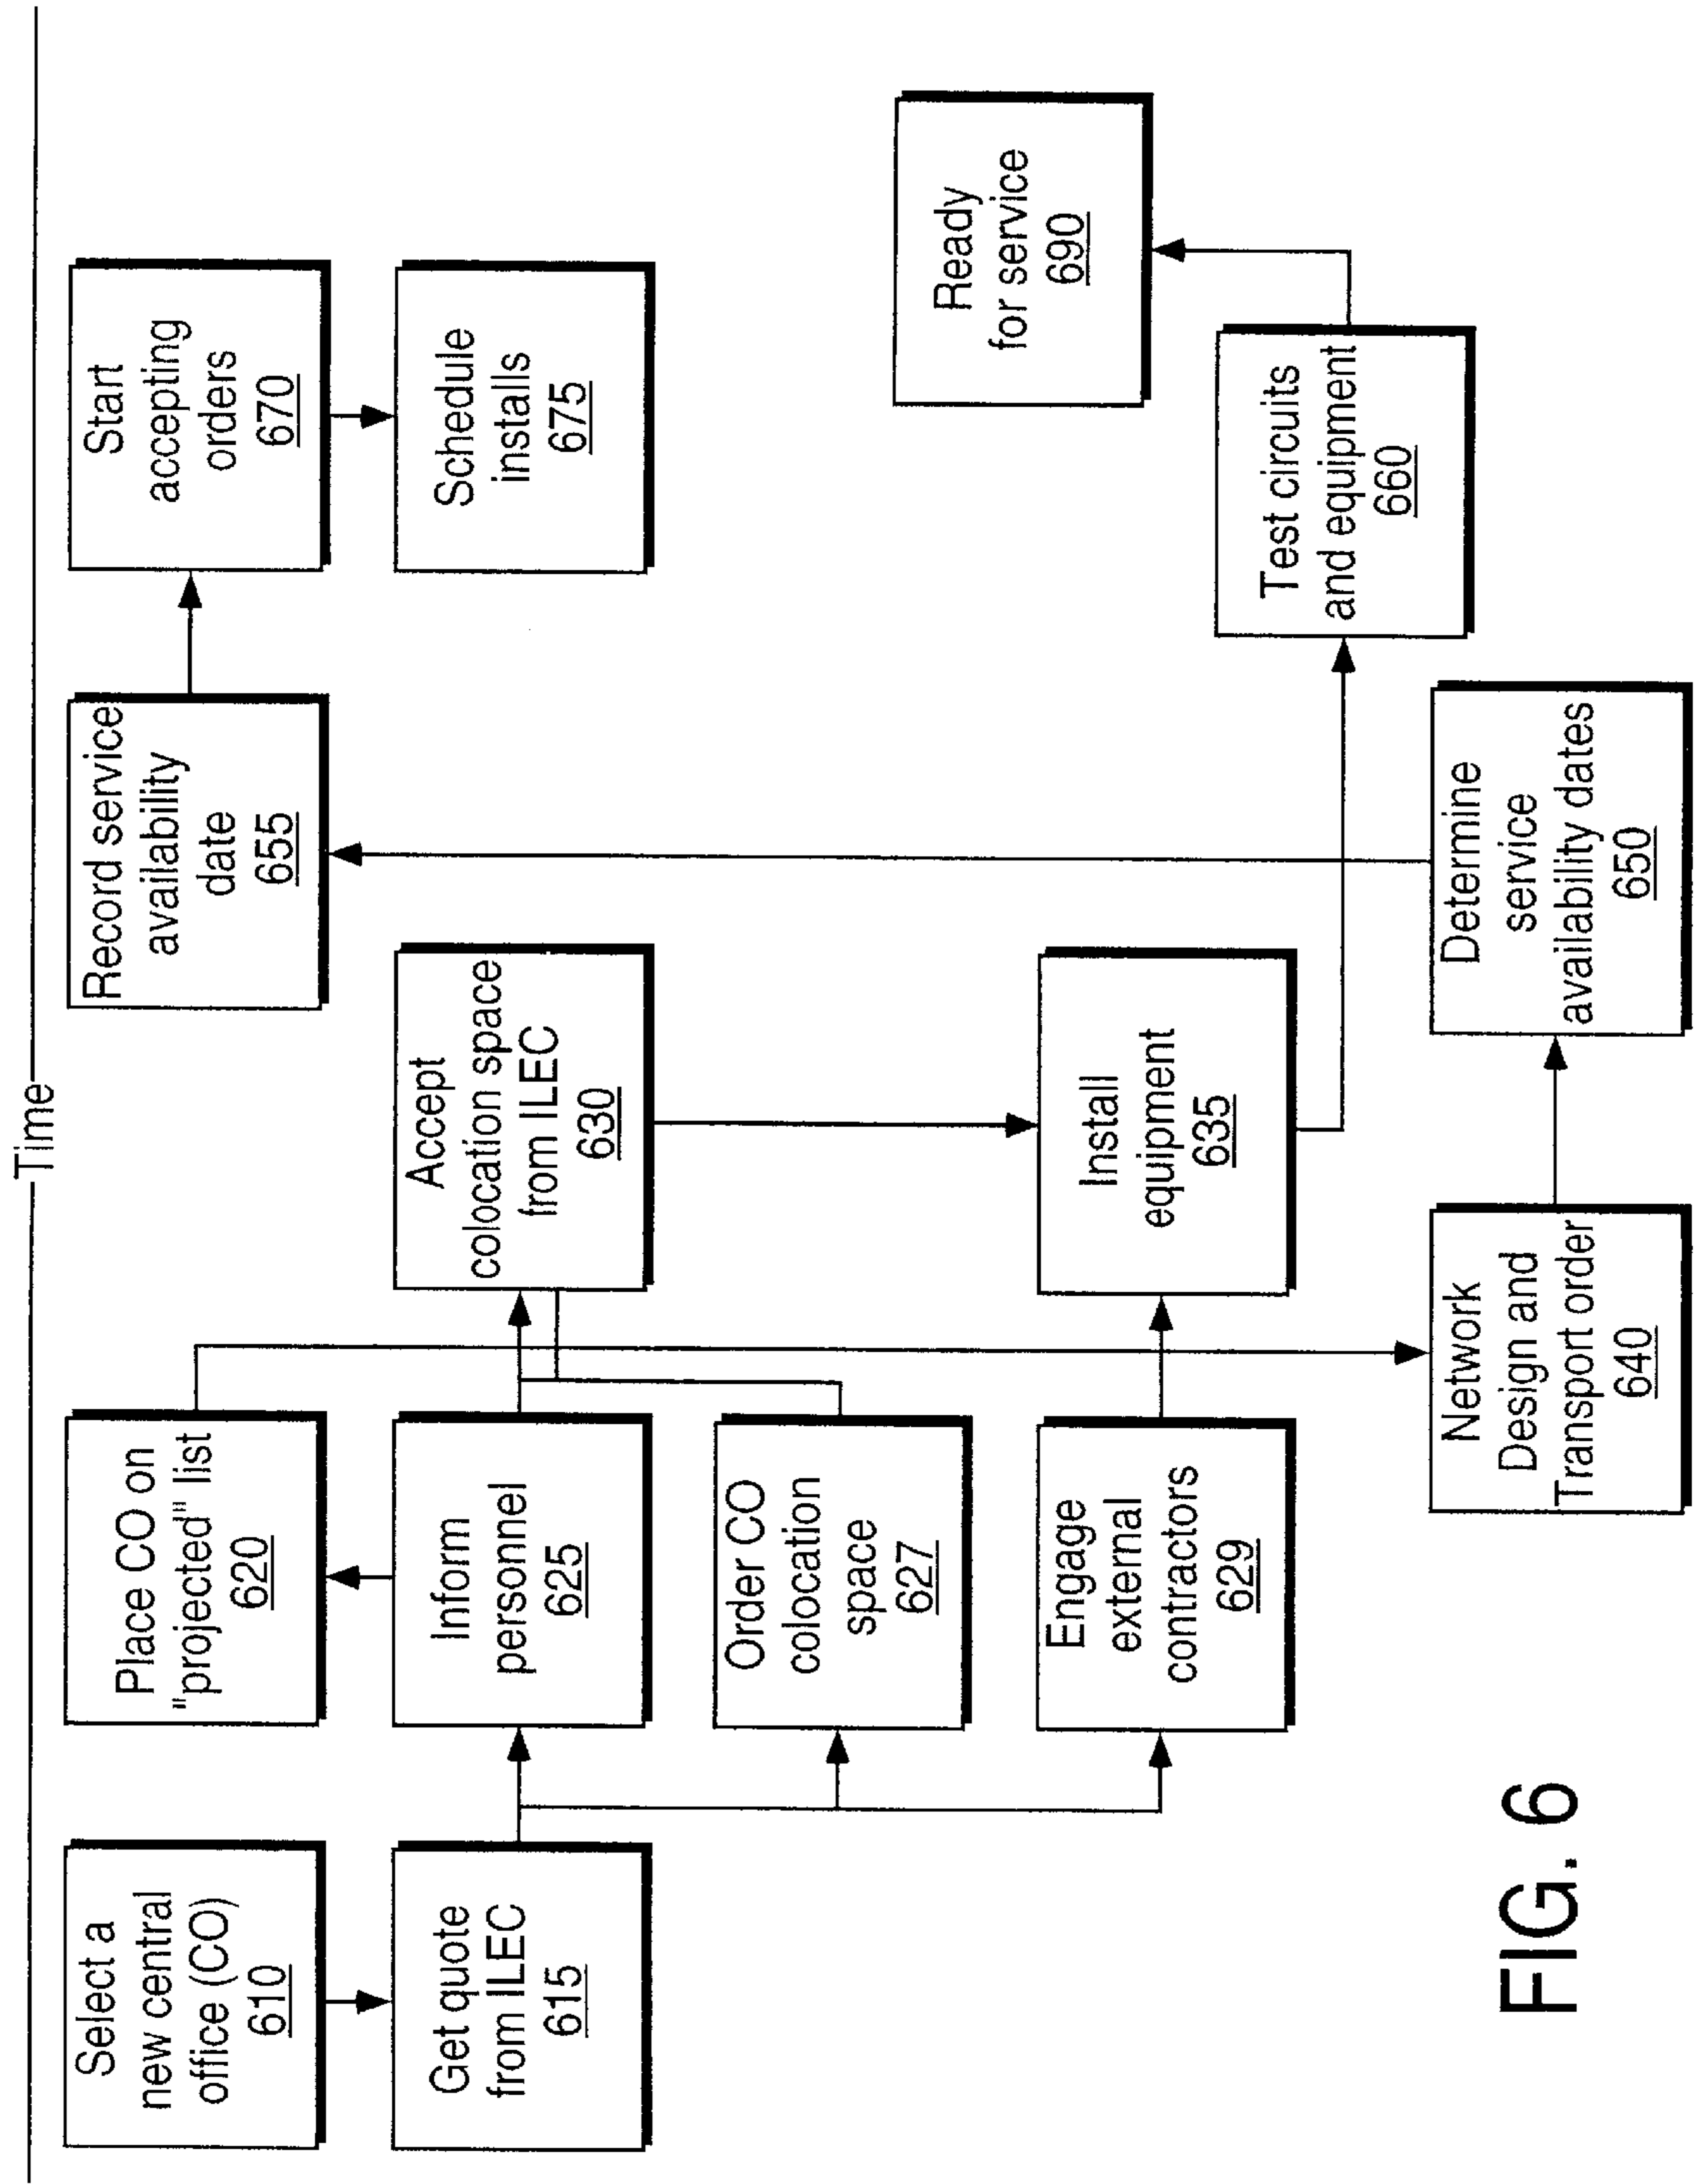 Time
Select a
new central
office (CO)
610
Get quote
from ILEC
615
Place CO on
"projected" list
620
Inform
personnel
625
Order CO
colocation
space
627
Engage
external
contractors
629
Accept
colocation space
from ILEC
630
Install
equipment
635
Network
Design and
Transport order
640
Record service
availability
date
655
Determine
service
availability dates
650
Start
accepting
orders
670
Schedule
installs
675
Test circuits
and equipment
660
Ready
for service
690
FIG. 6